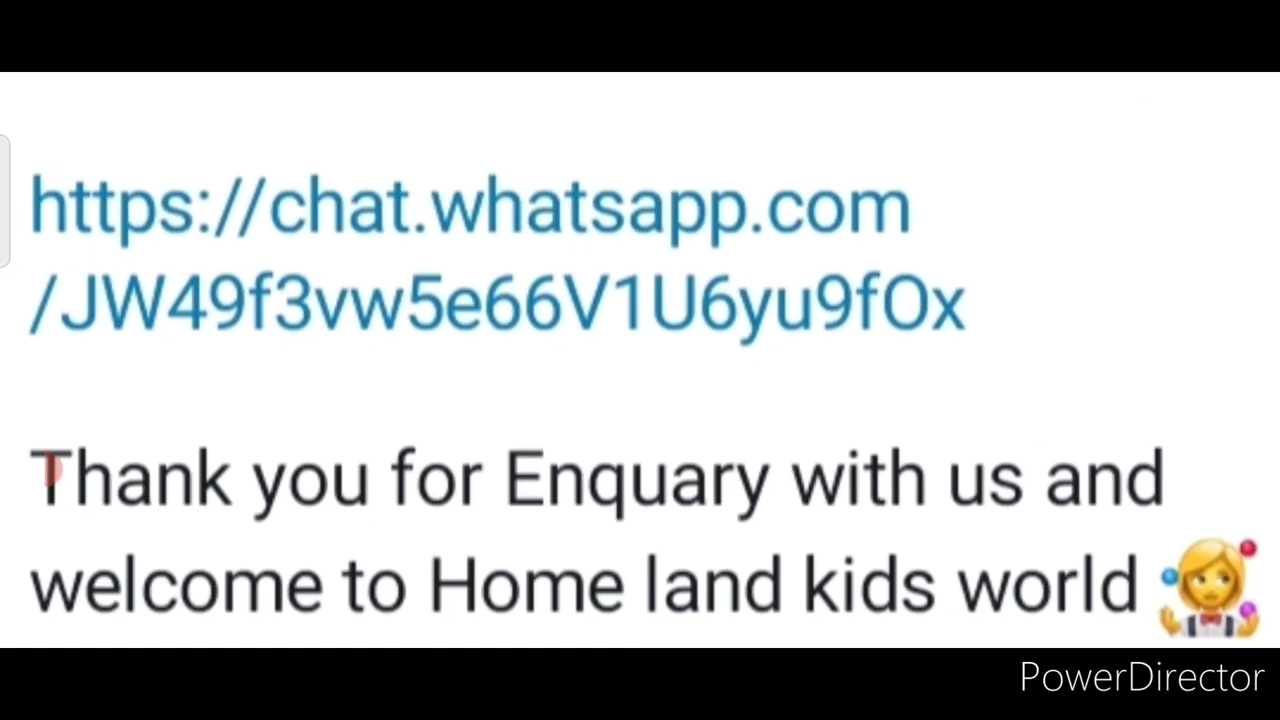 https://chat.whatsapp.com
/JW49f3vw5e66V1U6yu9fOx
Thank you for Enquary with us and
welcome to Home land kids world
PowerDirector